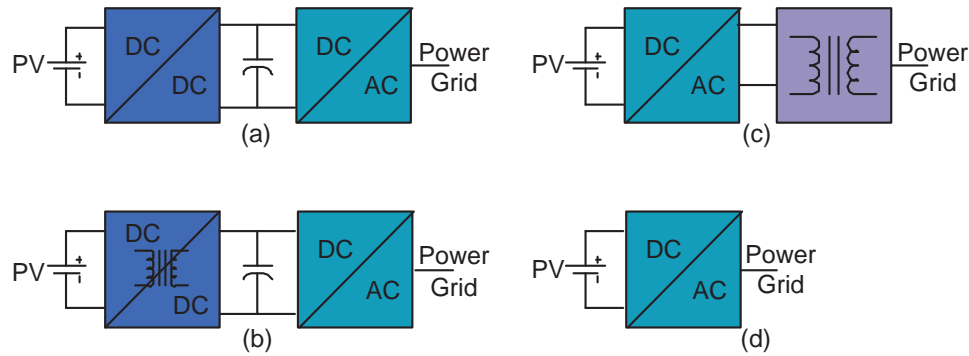 PV
+
-
DC
DC
DC
AC
Power
Grid
(a)
PV
+
-
DC
AC
Power
Grid
(c)
PV
+
-
DC
DC
DC
AC
Power
Grid
(b)
PV
+
-
DC
AC
Power
Grid
(d)